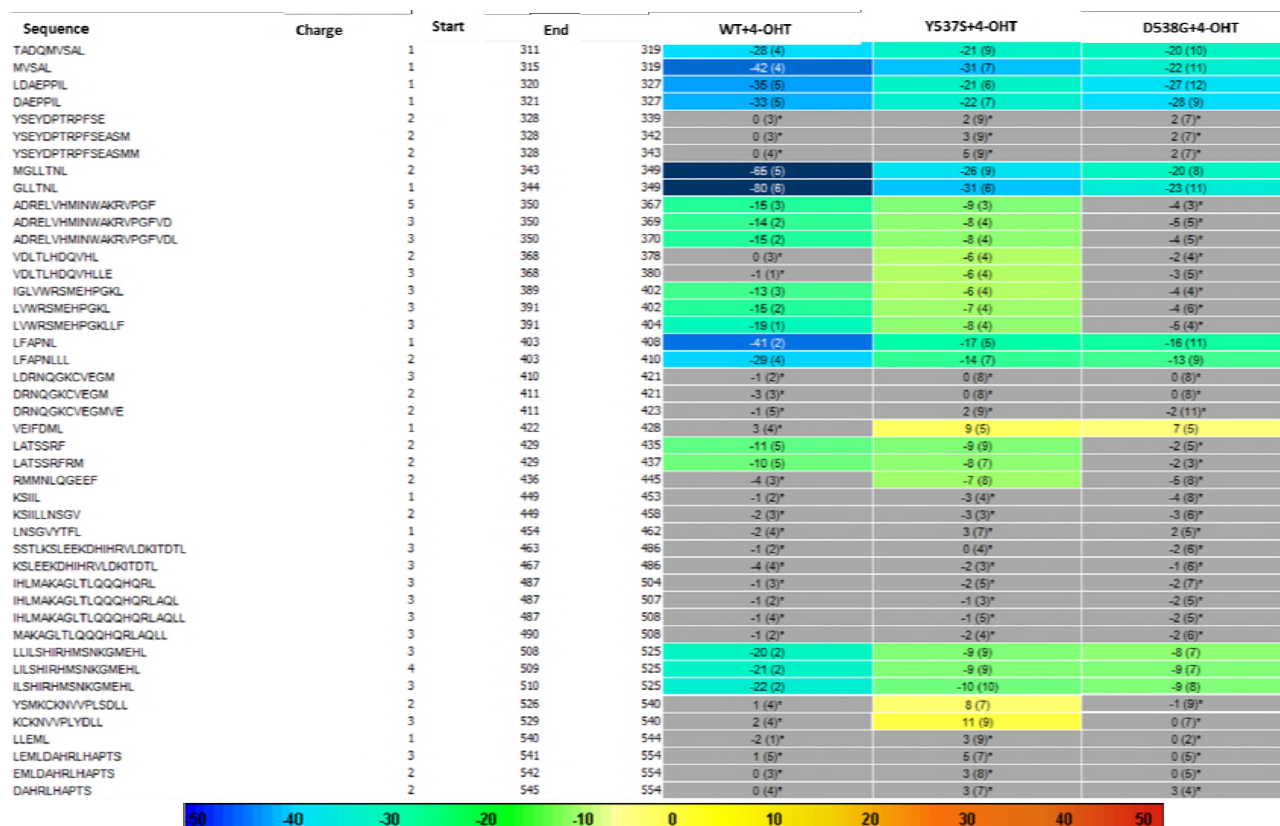 Sequence Charge Start End WT+4-OHT Y537S+4-OHT D538G+4-OHT
TADQMVSAL 1 311 319 -28 (4) -21 (9) -20 (10)
MVSAL 1 315 319 -42 (4) -31 (7) -22 (11)
LDAEPPIL 1 320 327 -35 (5) -21 (6) -27 (12)
DAEPPIL 1 321 327 -33 (5) -22 (7) -28 (9)
YSEYDPTRPFSE 2 328 339 0 (3)* 2 (9)* 2 (7)*
YSEYDPTRPFSEASM 2 328 342 0 (3)* 3 (9)* 2 (7)*
YSEYDPTRPFSEASMM 2 328 343 0 (4)* 5 (9)* 2 (7)*
MGLLTNL 2 343 349 -65 (5) -26 (9) -20 (8)
GLLTNL 1 344 349 -80 (6) -31 (6) -23 (11)
ADRELVHMINWAKRVPGF 5 350 367 -15 (3) -9 (3) -4 (3)*
ADRELVHMINWAKRVPGFVD 3 350 369 -14 (2) -8 (4) -5 (5)*
ADRELVHMINWAKRVPGFVDL 3 350 370 -15 (2) -8 (4) -4 (5)*
VDLTLHDQVHL 2 368 378 0 (3)* -6 (4) -2 (4)*
VDLTLHDQVHLLE 3 368 380 -1 (1)* -6 (4) -3 (5)*
IGLVWRSMEHPGKL 3 389 402 -13 (3) -6 (4) -4 (4)*
LVWRSMEHPGKL 3 391 402 -15 (2) -7 (4) -4 (6)*
LVWRSMEHPGKLLF 3 391 404 -19 (1) -8 (4) -5 (4)*
LFAPNL 1 403 408 -41 (2) -17 (5) -16 (11)
LFAPNLLL 2 403 410 -29 (4) -14 (7) -13 (9)
LDRNQGKCVEGM 3 410 421 -1 (2)* 0 (8)* 0 (8)*
DRNQGKCVEGM 2 411 421 -3 (3)* 0 (8)* 0 (8)*
DRNQGKCVEGMVE 2 411 423 -1 (5)* 2 (9)* -2 (11)*
VEIFDML 1 422 428 3 (4)* 9 (5) 7 (5)
LATSSRF 2 429 435 -11 (5) -9 (9) -2 (5)*
LATSSRFRM 2 429 437 -10 (5) -8 (7) -2 (3)*
RMMNLQGEEF 2 436 445 -4 (3)* -7 (8) -5 (8)*
KSIIL 1 449 453 -1 (2)* -3 (4)* -4 (8)*
KSIILLNSGV 2 449 458 -2 (3)* -3 (3)* -3 (6)*
LNSGVYTFL 1 454 462 -2 (4)* 3 (7)* 2 (5)*
SSTLKSLEEKDHIHRVLDKITDTL 3 463 486 -1 (2)* 0 (4)* -2 (6)*
KSLEEKDHIHRVLDKITDTL 3 467 486 -4 (4)* -2 (3)* -1 (6)*
IHLMAKAGLTLQQQHQRL 3 487 504 -1 (3)* -2 (5)* -2 (7)*
IHLMAKAGLTLQQQHQRLAQL 3 487 507 -1 (2)* -1 (3)* -2 (5)*
IHLMAKAGLTLQQQHQRLAQLL 3 487 508 -1 (4)* -1 (5)* -2 (5)*
MAKAGLTLQQQHQRLAQLL 3 490 508 -1 (2)* -2 (4)* -2 (6)*
LLILSHIRHMSNKGMEHL 3 508 525 -20 (2) -9 (9) -8 (7)
LILSHIRHMSNKGMEHL 4 509 525 -21 (2) -9 (9) -9 (7)
ILSHIRHMSNKGMEHL 3 510 525 -22 (2) -10 (10) -9 (8)
YSMKCKNVVPLSDLL 2 526 540 1 (4)* 8 (7) -1 (9)*
KCKNVVPLYDLL 3 529 540 2 (4)* 11 (9) 0 (7)*
LLEML 1 540 544 -2 (1)* 3 (9)* 0 (2)*
LEMLDAHRLHAPTS 3 541 554 1 (5)* 5 (7)* 0 (5)*
EMLDAHRLHAPTS 2 542 554 0 (3)* 3 (8)* 0 (5)*
DAHRLHAPTS 2 545 554 0 (4)* 3 (7)* 3 (4)*
50 -40 -30 -20 -10 0 10 20 30 40 50